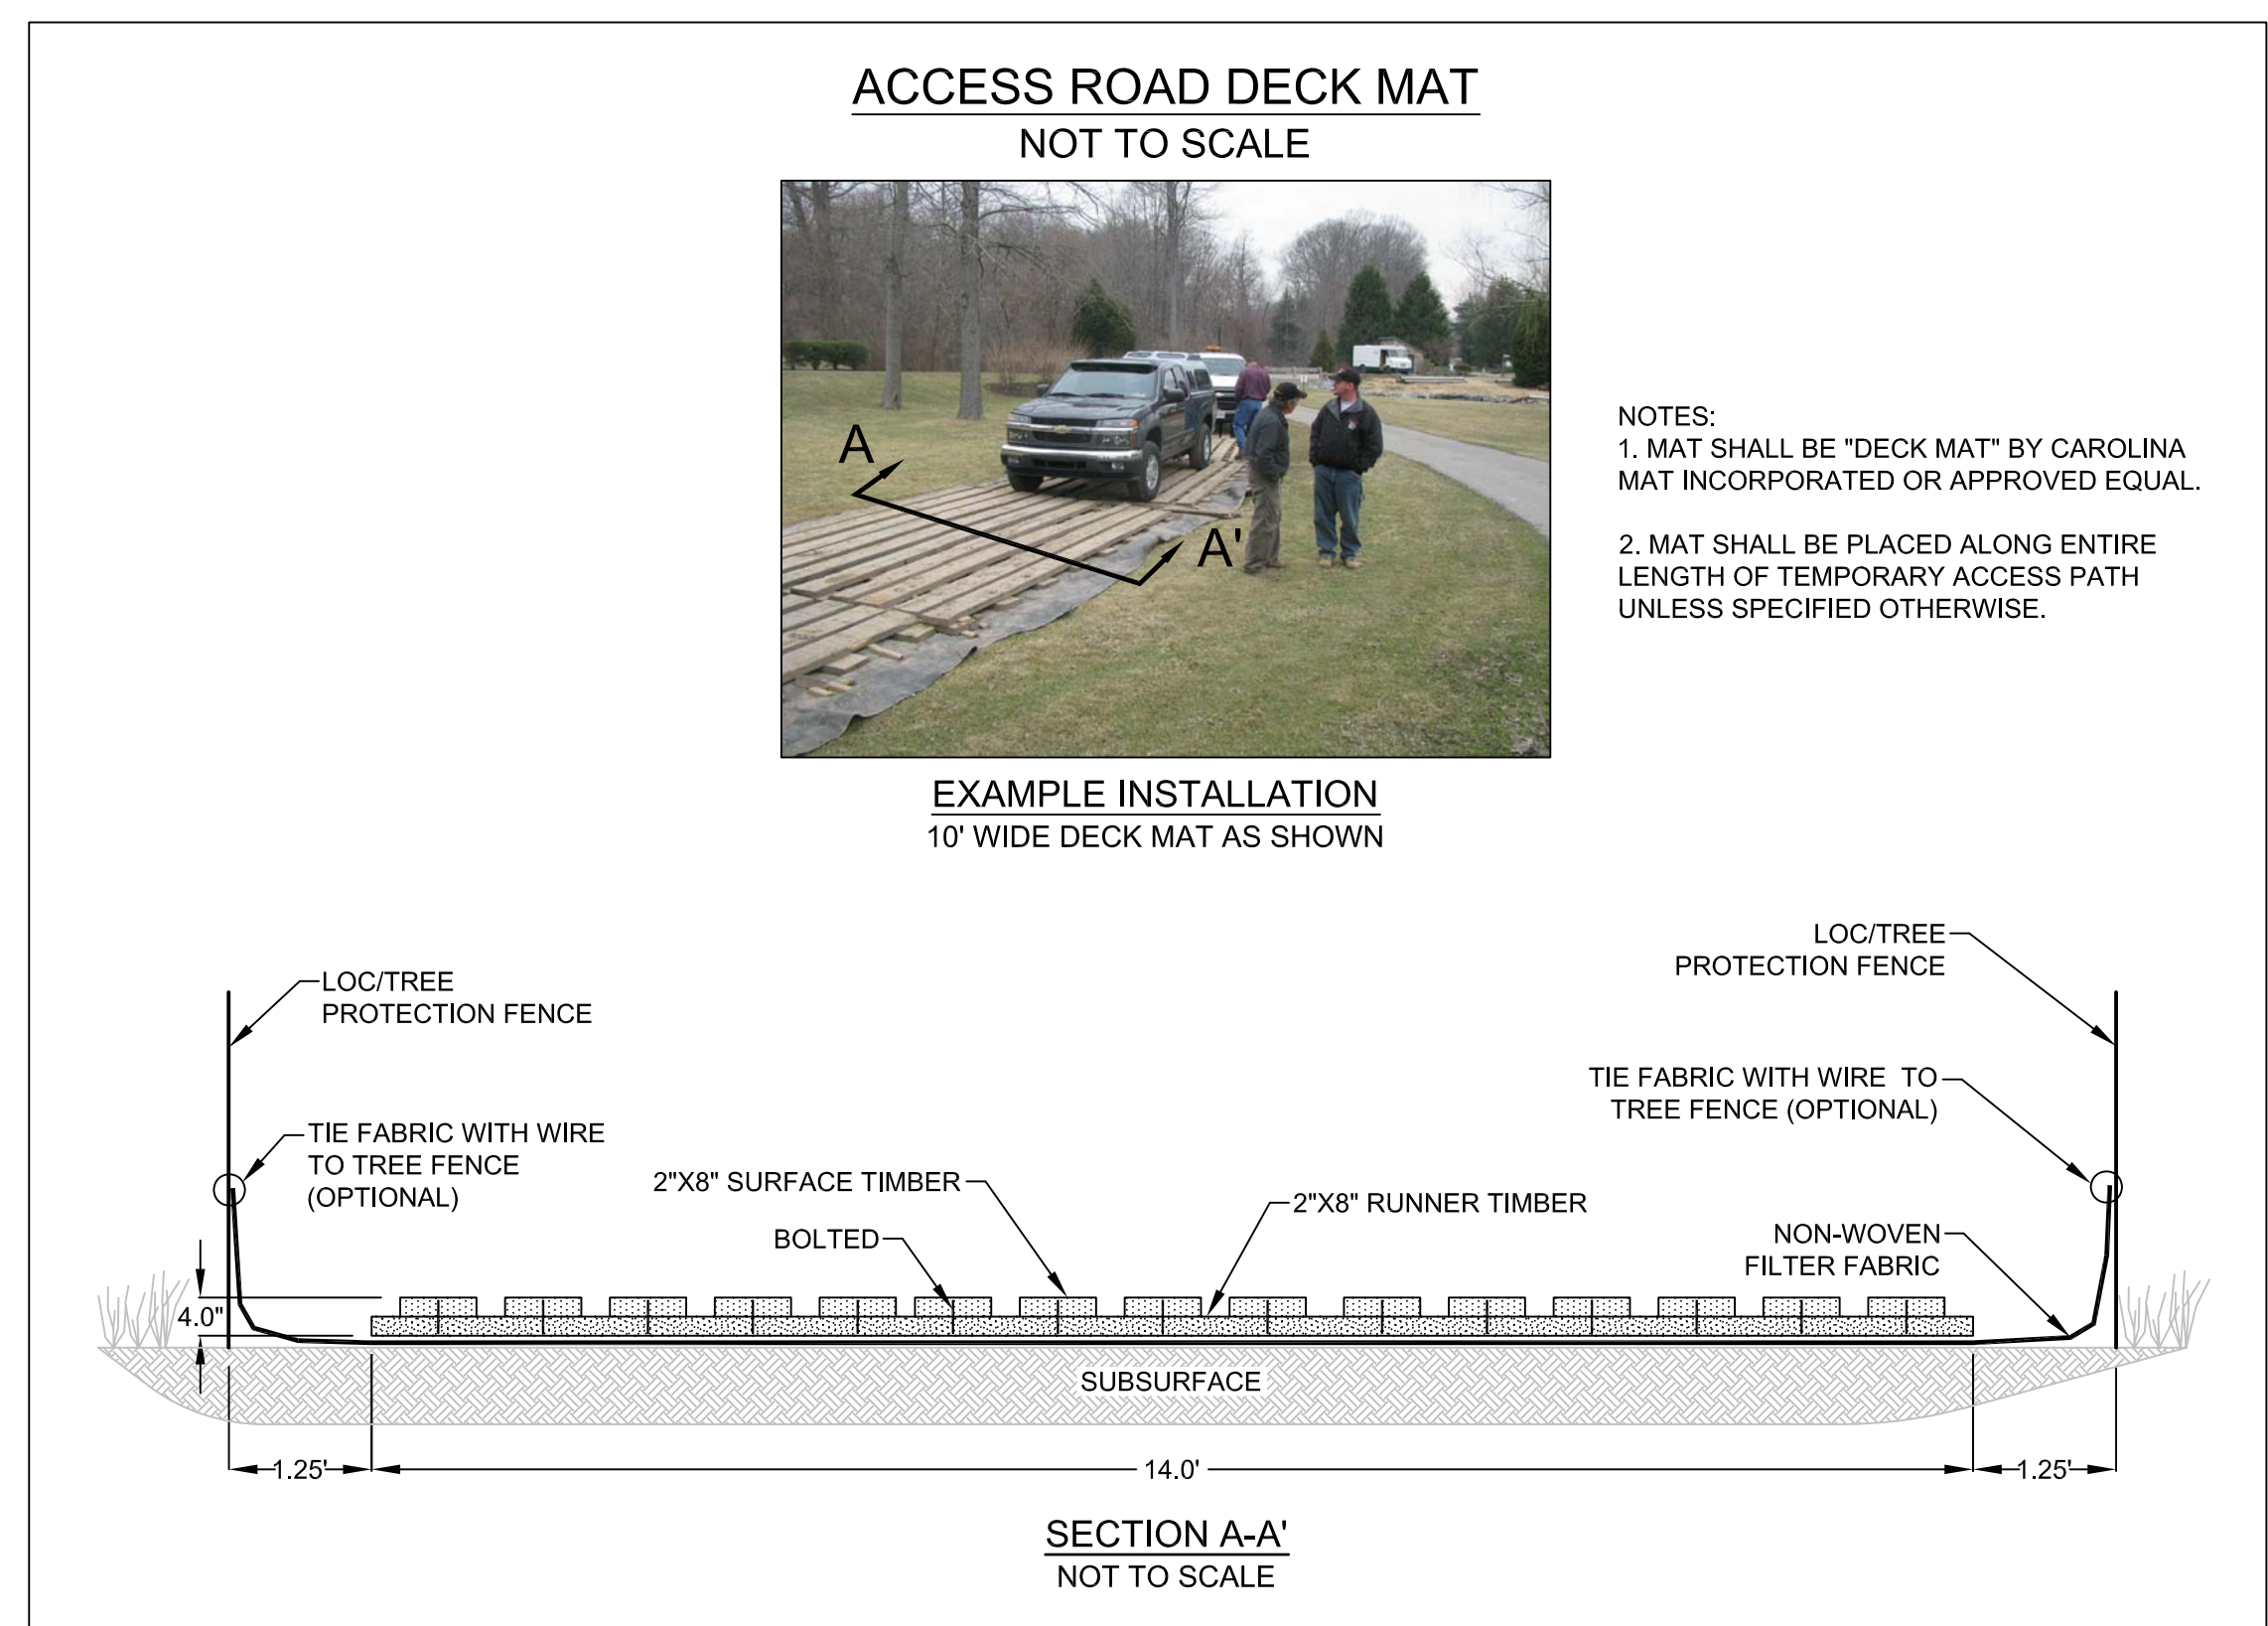 ACCESS ROAD DECK MAT
NOT TO SCALE
A
A'
NOTES:
1. MAT SHALL BE "DECK MAT" BY CAROLINA
MAT INCORPORATED OR APPROVED EQUAL.
2. MAT SHALL BE PLACED ALONG ENTIRE
LENGTH OF TEMPORARY ACCESS PATH
UNLESS SPECIFIED OTHERWISE.
EXAMPLE INSTALLATION
10' WIDE DECK MAT AS SHOWN
LOC/TREE
PROTECTION FENCE
LOC/TREE
PROTECTION FENCE
TIE FABRIC WITH WIRE
TO TREE FENCE
(OPTIONAL)
TIE FABRIC WITH WIRE TO
TREE FENCE (OPTIONAL)
2"X8" SURFACE TIMBER
2"X8" RUNNER TIMBER
BOLTED
NON-WOVEN
FILTER FABRIC
4.0"
SUBSURFACE
1.25'
14.0'
1.25'
SECTION A-A'
NOT TO SCALE